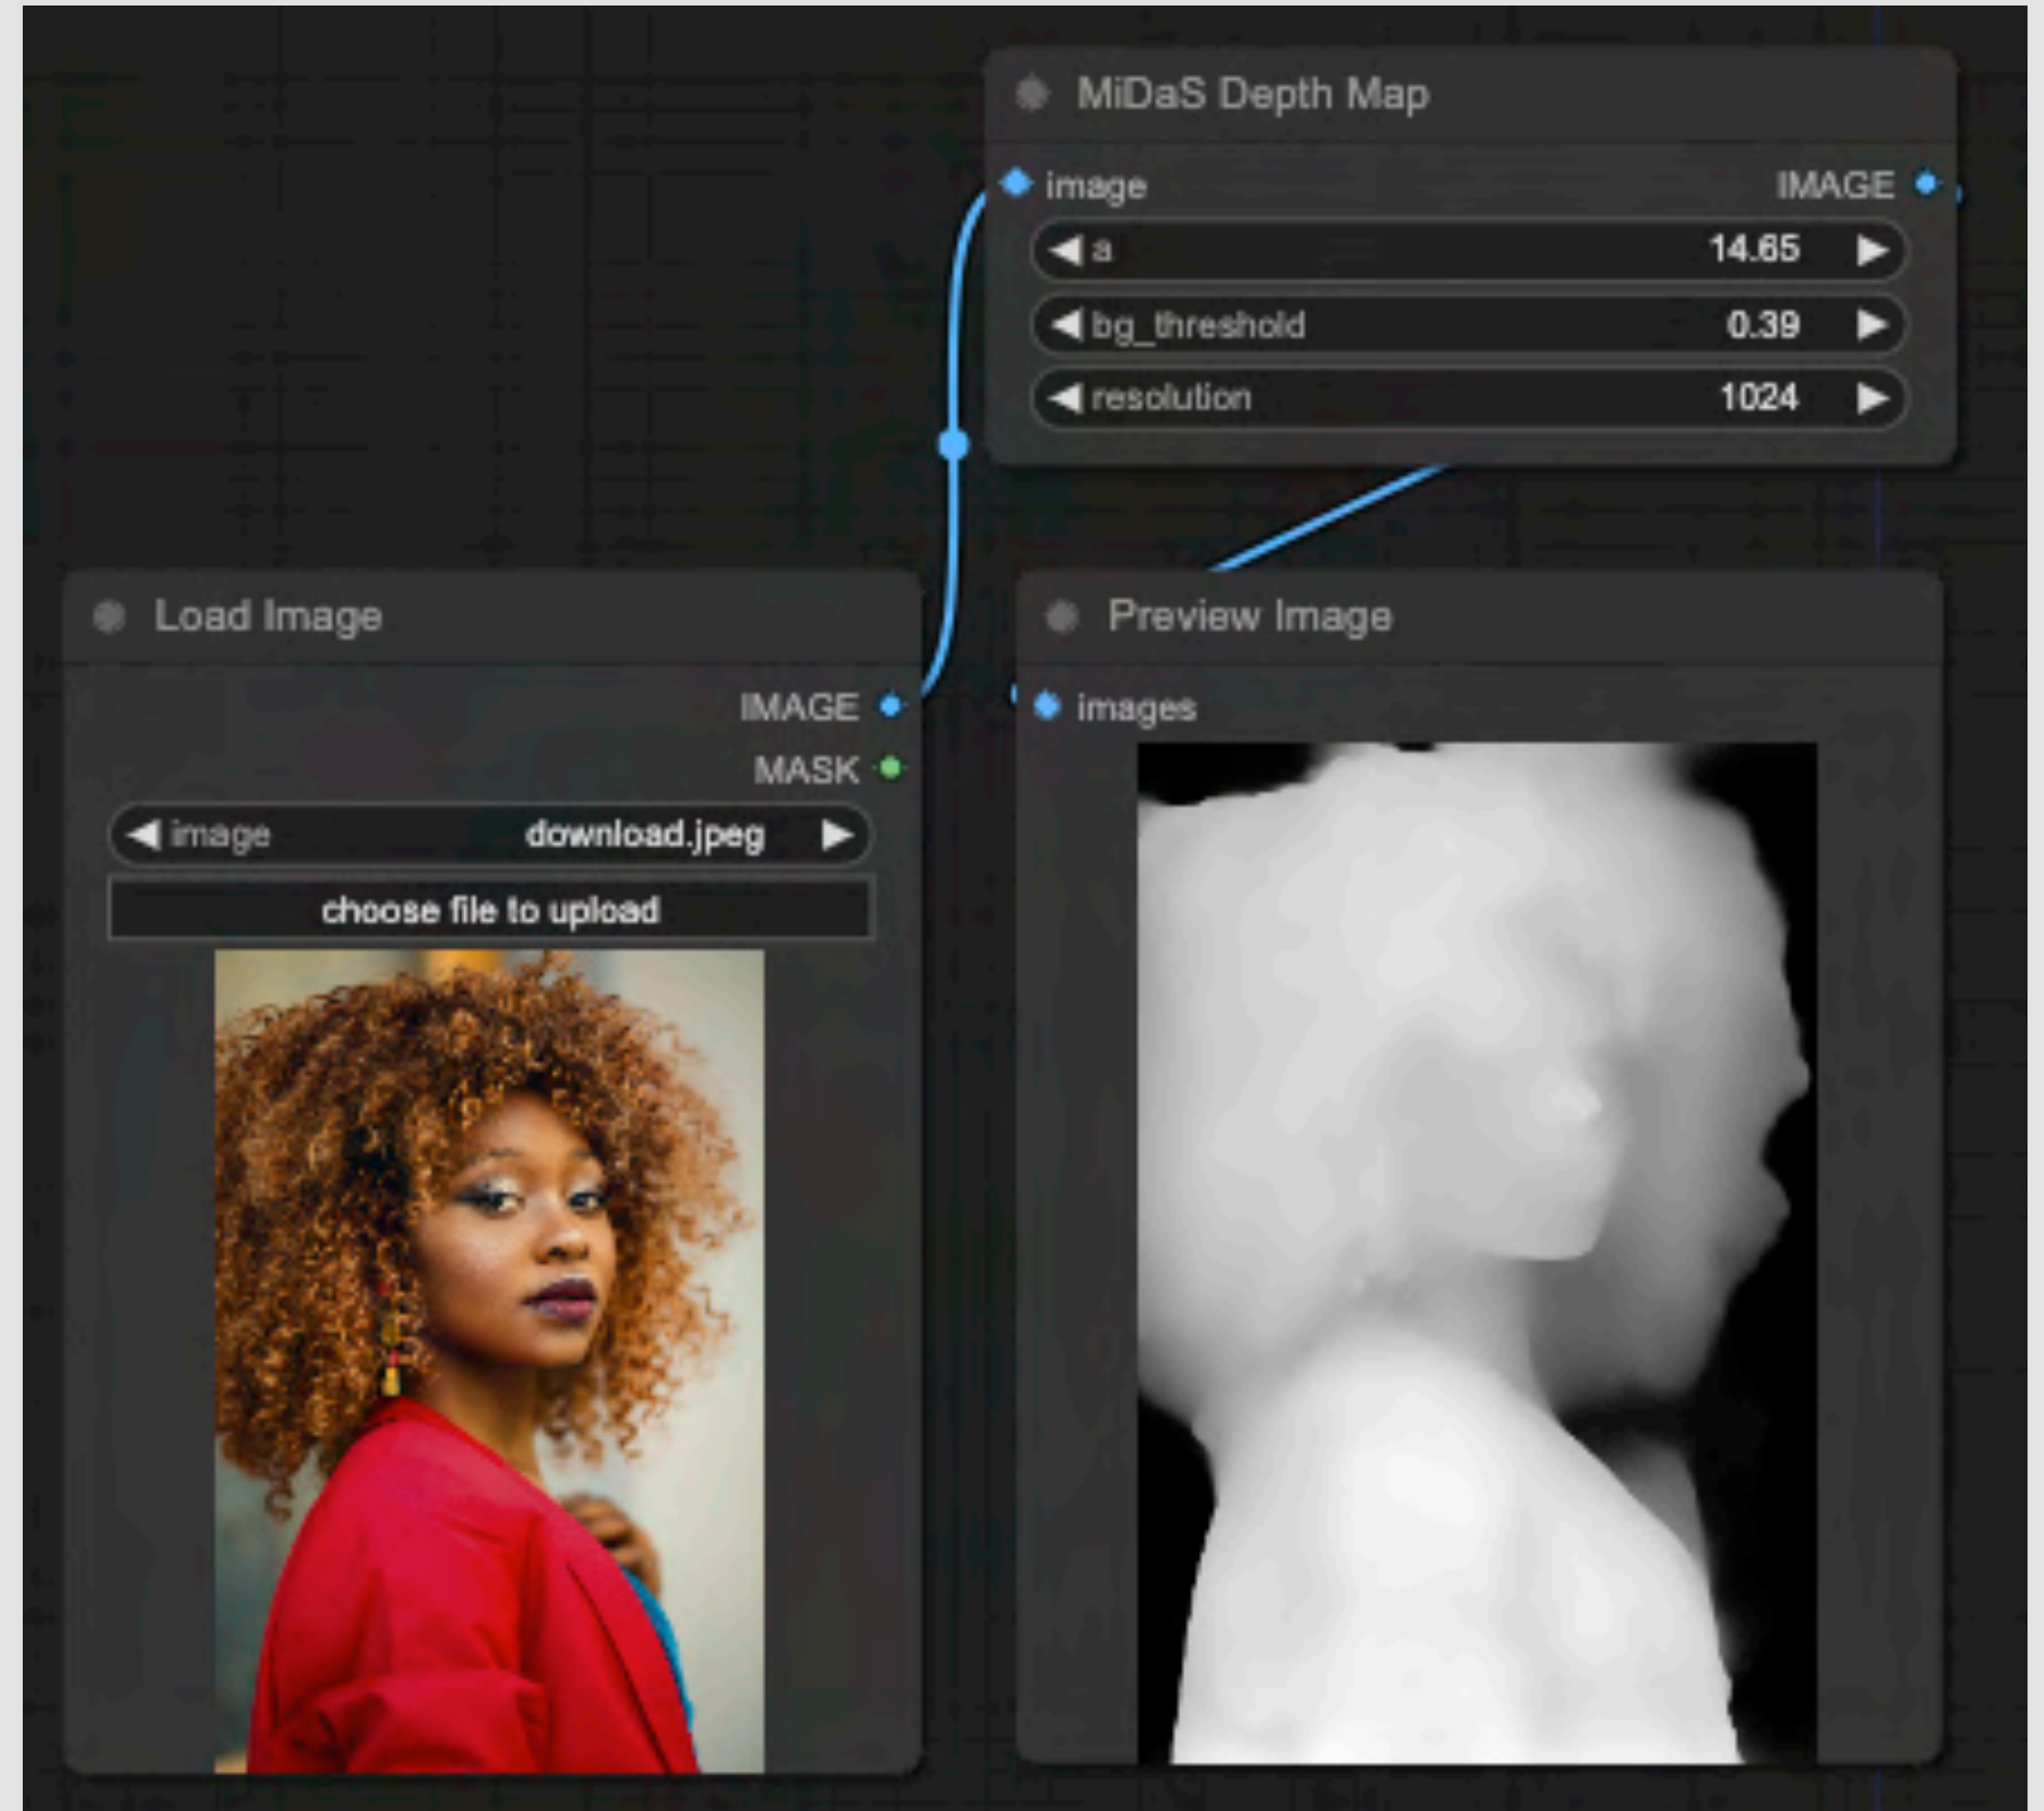 MiDaS Depth Map
image IMAGE
a 14.65
bg_threshold 0.39
resolution 1024
Load Image
IMAGE
MASK
image download.jpeg
choose file to upload
Preview Image
images